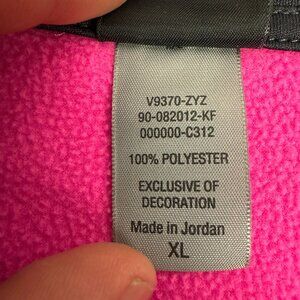 V9370-ZYZ
90-082012-KF
000000-C312
100% POLYESTER
EXCLUSIVE OF
DECORATION
Made in Jordan
XL